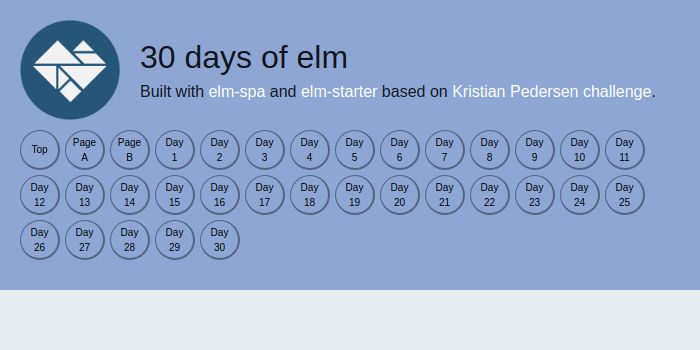 30 days of elm
Built with elm-spa and elm-starter based on Kristian Pedersen challenge.
Top Page A Page B Day 1 Day 2 Day 3 Day 4 Day 5 Day 6 Day 7 Day 8 Day 9 Day 10 Day 11
Day 12 Day 13 Day 14 Day 15 Day 16 Day 17 Day 18 Day 19 Day 20 Day 21 Day 22 Day 23 Day 24 Day 25
Day 26 Day 27 Day 28 Day 29 Day 30